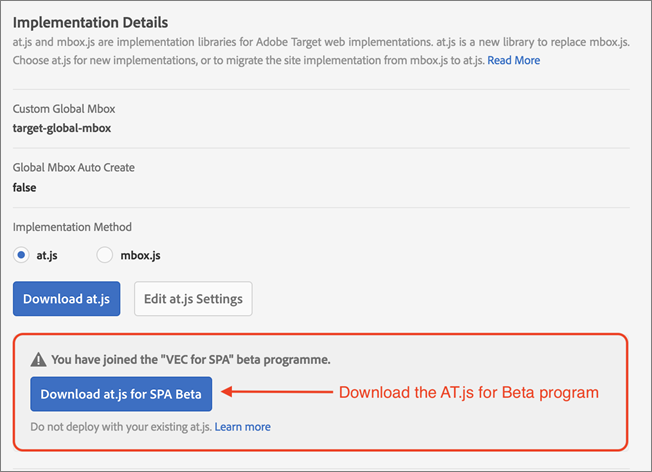 Implementation Details
at.js and mbox.js are implementation libraries for Adobe Target web implementations. at.js is a new library to replace mbox.js.
Choose at.js for new implementations, or to migrate the site implementation from mbox.js to at.js. Read More
Custom Global Mbox
target-global-mbox
Global Mbox Auto Create
false
Implementation Method
at.js mbox.js
Download at.js Edit at.js Settings
You have joined the "VEC for SPA" beta programme.
Download at.js for SPA Beta Download the AT.js for Beta program
Do not deploy with your existing at.js. Learn more